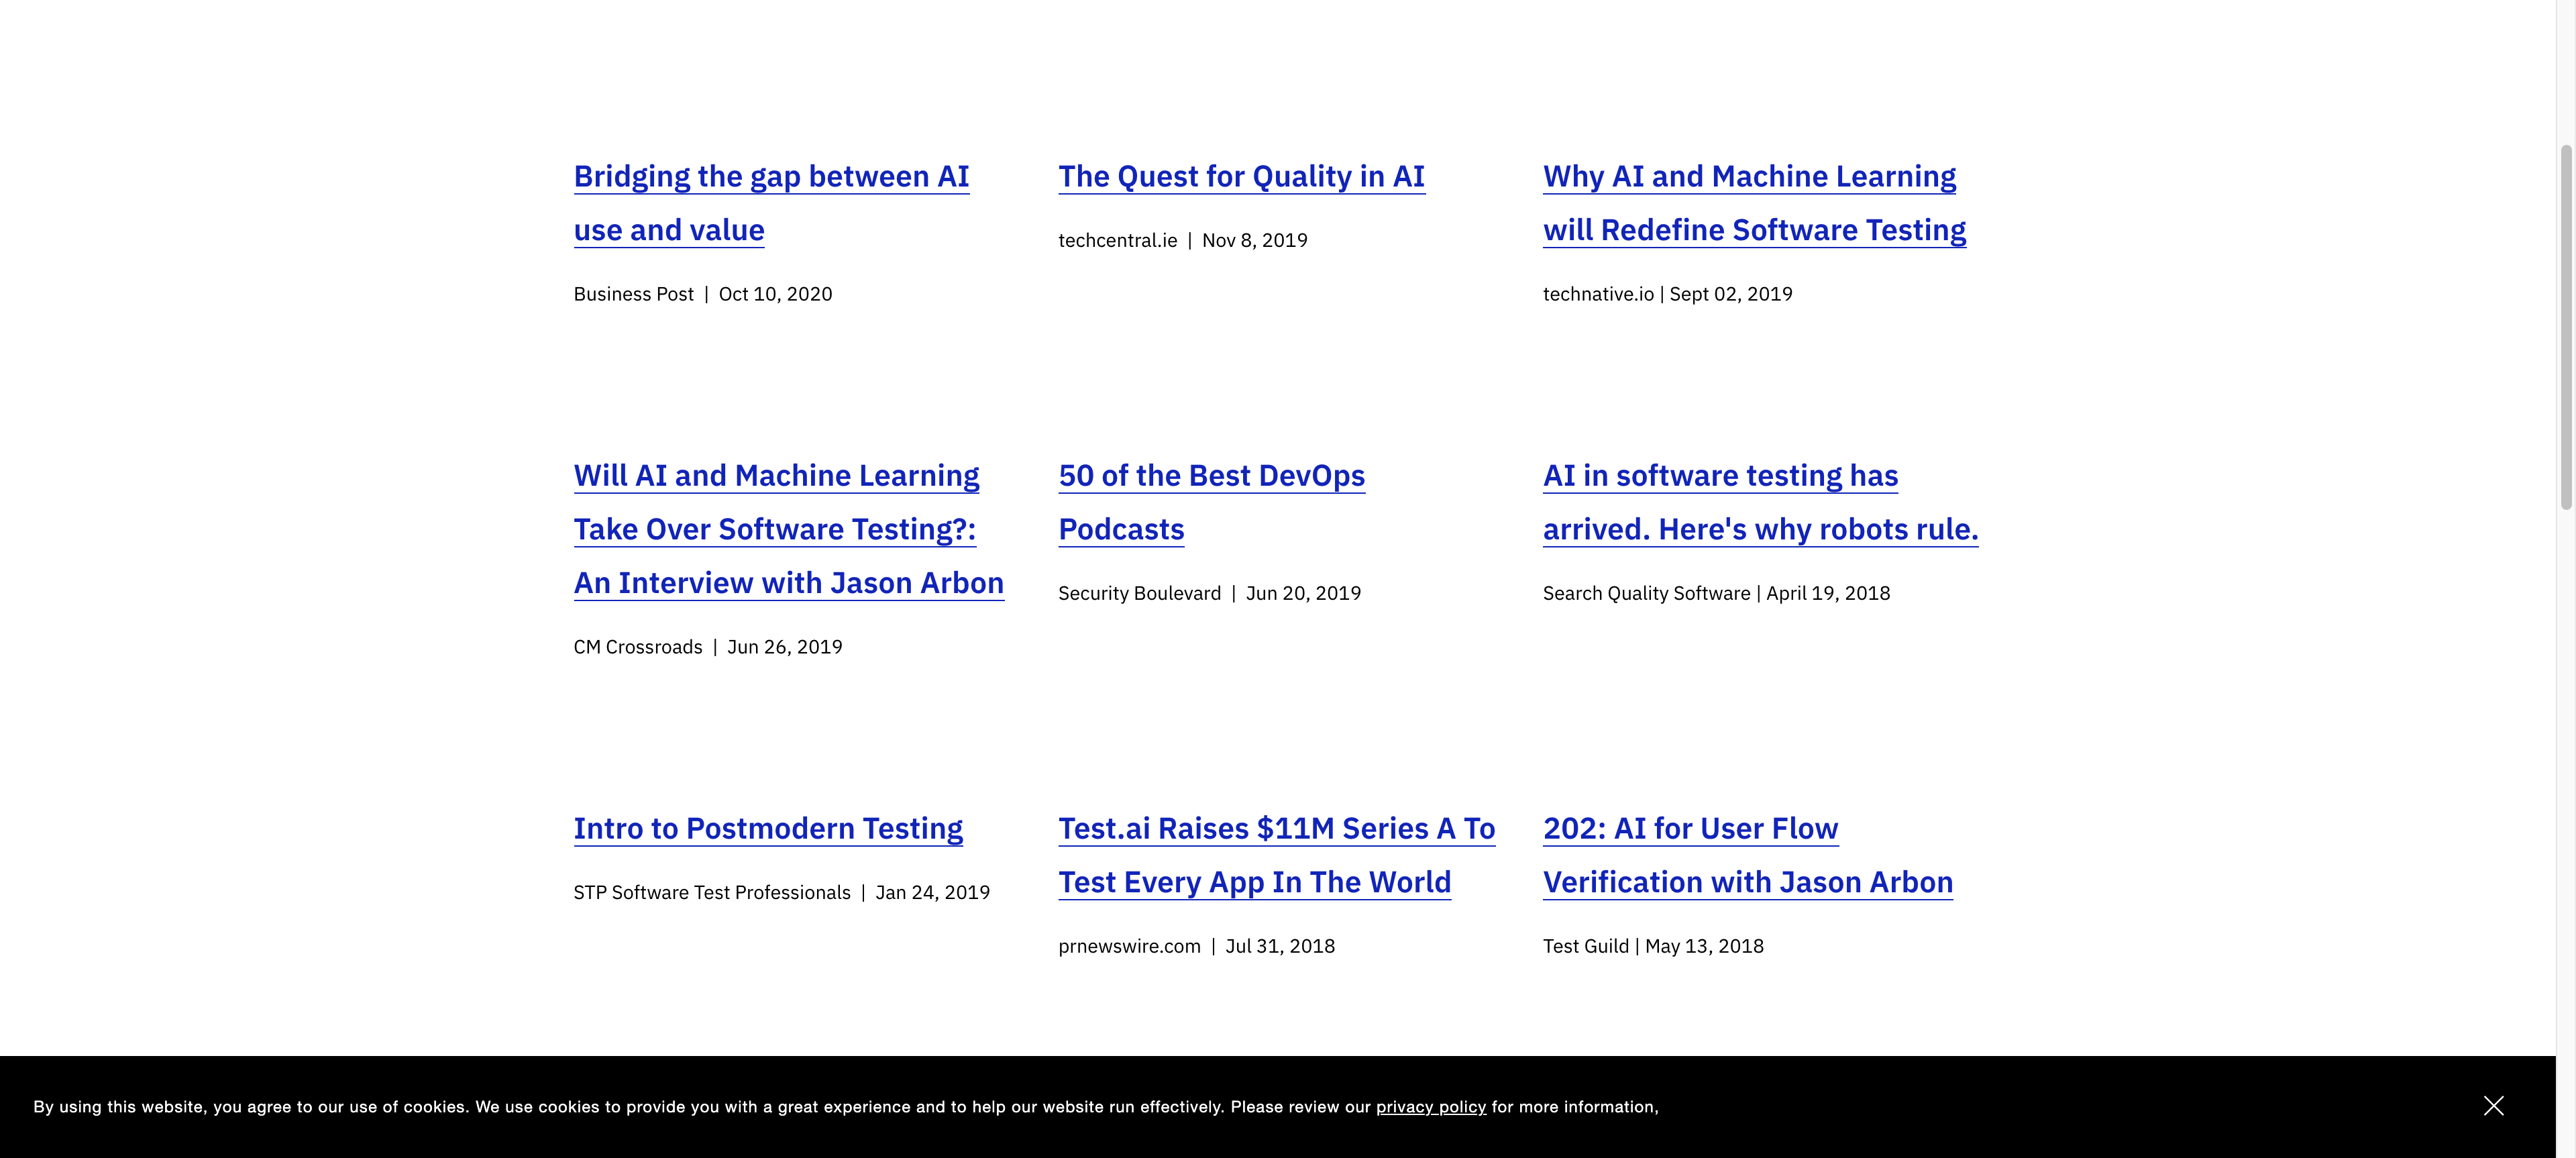 Bridging the gap between AI
use and value
Business Post | Oct 10, 2020
The Quest for Quality in AI
techcentral.ie | Nov 8, 2019
Why AI and Machine Learning
will Redefine Software Testing
technative.io | Sept 02, 2019
Will AI and Machine Learning
Take Over Software Testing?:
An Interview with Jason Arbon
CM Crossroads | Jun 26, 2019
50 of the Best DevOps
Podcasts
Security Boulevard | Jun 20, 2019
AI in software testing has
arrived. Here's why robots rule.
Search Quality Software | April 19, 2018
Intro to Postmodern Testing
STP Software Test Professionals | Jan 24, 2019
Test.ai Raises $11M Series A To
Test Every App In The World
prnewswire.com | Jul 31, 2018
202: AI for User Flow
Verification with Jason Arbon
Test Guild | May 13, 2018
By using this website, you agree to our use of cookies. We use cookies to provide you with a great experience and to help our website run effectively. Please review our privacy policy for more information,